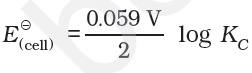 E⊖(cell) = 0.059 V / 2 log K_C